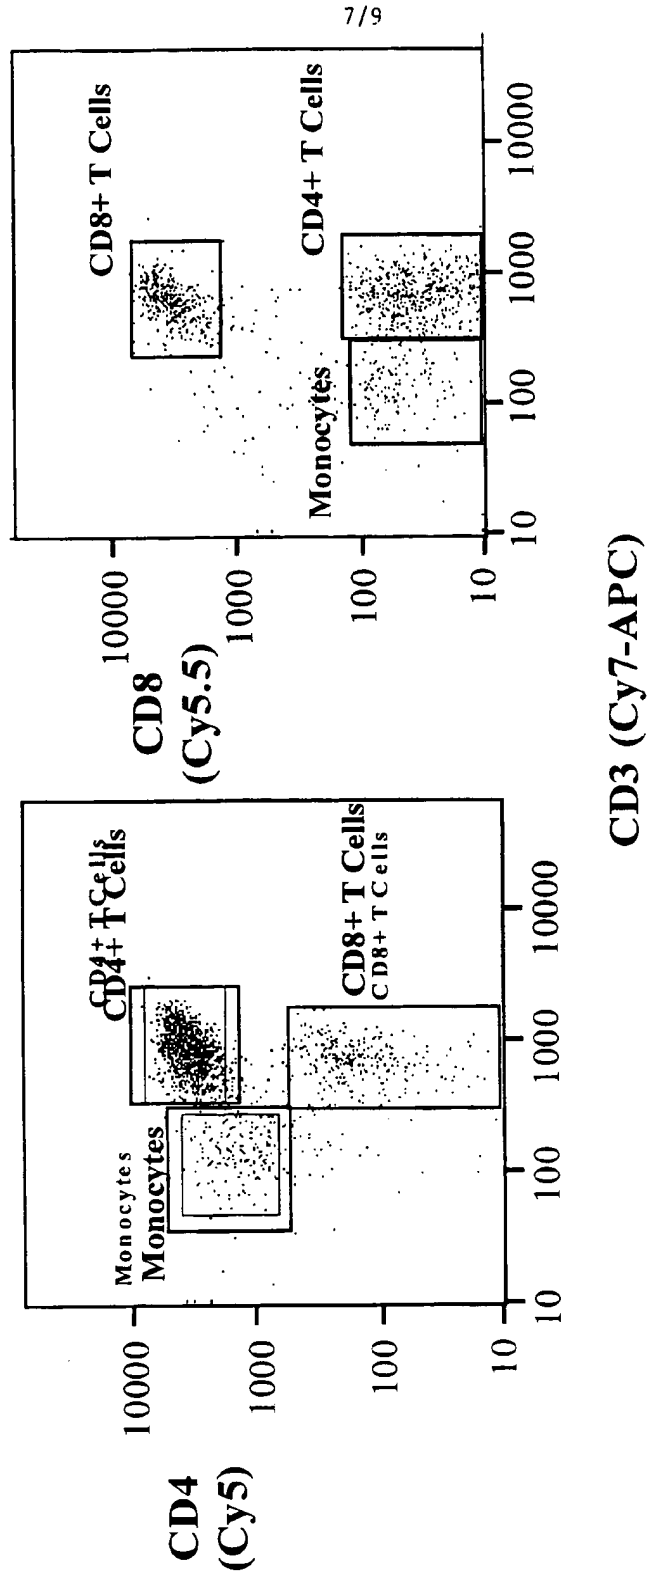 7/9
CD4
(Cy5)
10000
1000
100
10
Monocytes
Monocytes
CD4+ T Cells
CD4+ T Cells
CD8+ T Cells
CD8+ T Cells
10
100
1000
10000
CD8
(Cy5.5)
10000
1000
100
10
CD8+ T Cells
Monocytes
CD4+ T Cells
10
100
1000
10000
CD3 (Cy7-APC)